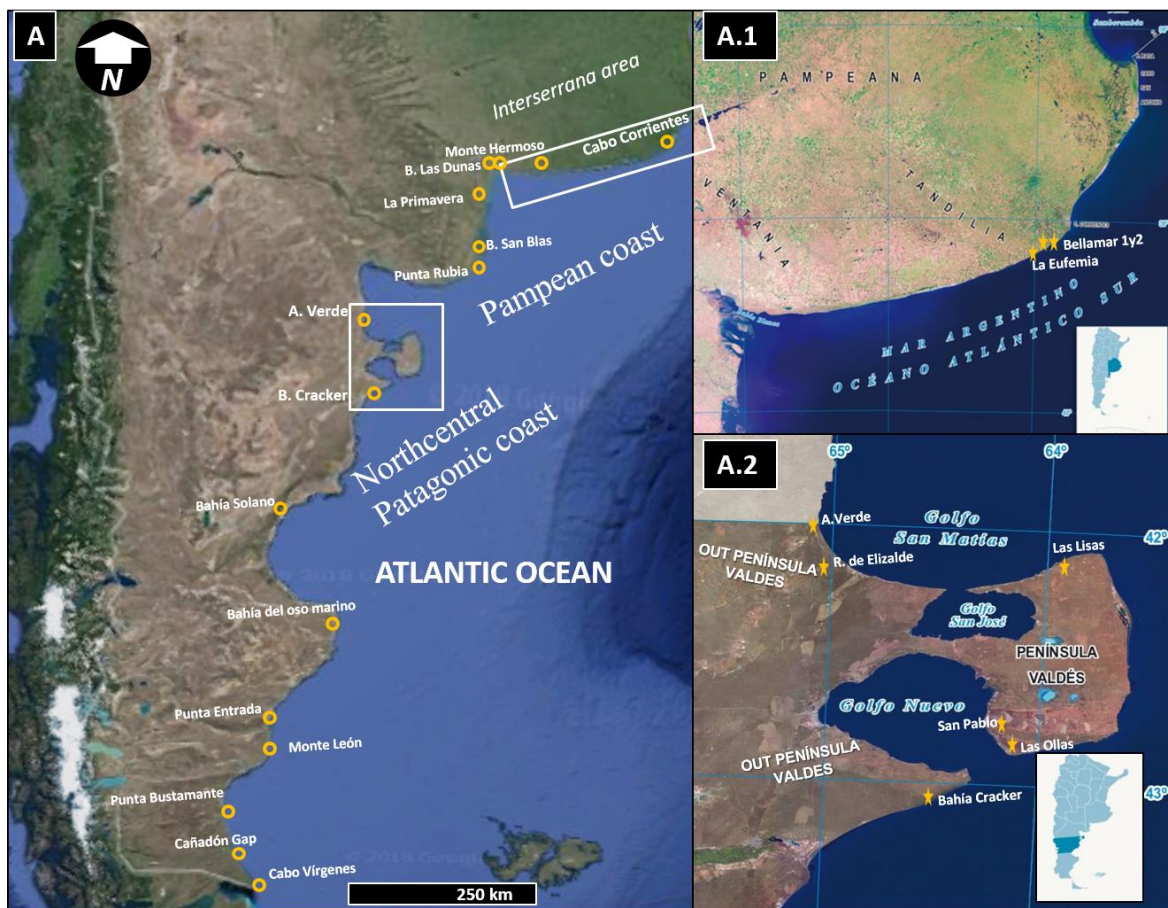 A
N
Interserrana area
Monte Hermoso
Cabo Corrientes
B. Las Dunas
La Primavera
B. San Blas
Punta Rubia
Pampean coast
A. Verde
B. Cracker
Northcentral
Patagonic coast
Bahía Solano
ATLANTIC OCEAN
Bahía del oso marino
Punta Entrada
Monte León
Punta Bustamante
Cañadón Gap
Cabo Vírgenes
250 km
A.1
Samborombón
PAMPEANA
VENTANIA
TANDILIA
Bellamar 1y2
La Eufemia
MAR ARGENTINO
OCÉANO ATLÁNTICO SUR
A.2
65°
64°
A.Verde
Golfo
San Matías
42°
Las Lisas
OUT PENÍNSULA
VALDES
R. de Elizalde
Golfo
San José
PENÍNSULA
VALDÉS
Golfo Nuevo
San Pablo
Las Ollas
OUT PENÍNSULA
VALDES
43°
Bahía Cracker